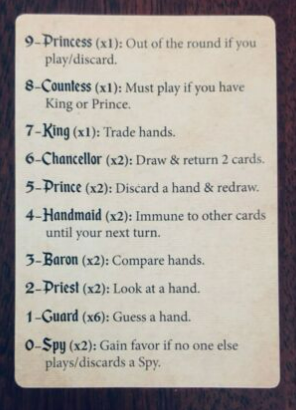 9-Princess (x1): Out of the round if you
play/discard.
8-Countess (x1): Must play if you have
King or Prince.
7-King (x1): Trade hands.
6-Chancellor (x2): Draw & return 2 cards.
5-Prince (x2): Discard a hand & redraw.
4-Handmaid (x2): Immune to other cards
until your next turn.
3-Baron (x2): Compare hands.
2-Priest (x2): Look at a hand.
1-Guard (x6): Guess a hand.
0-Spy (x2): Gain favor if no one else
plays/discards a Spy.